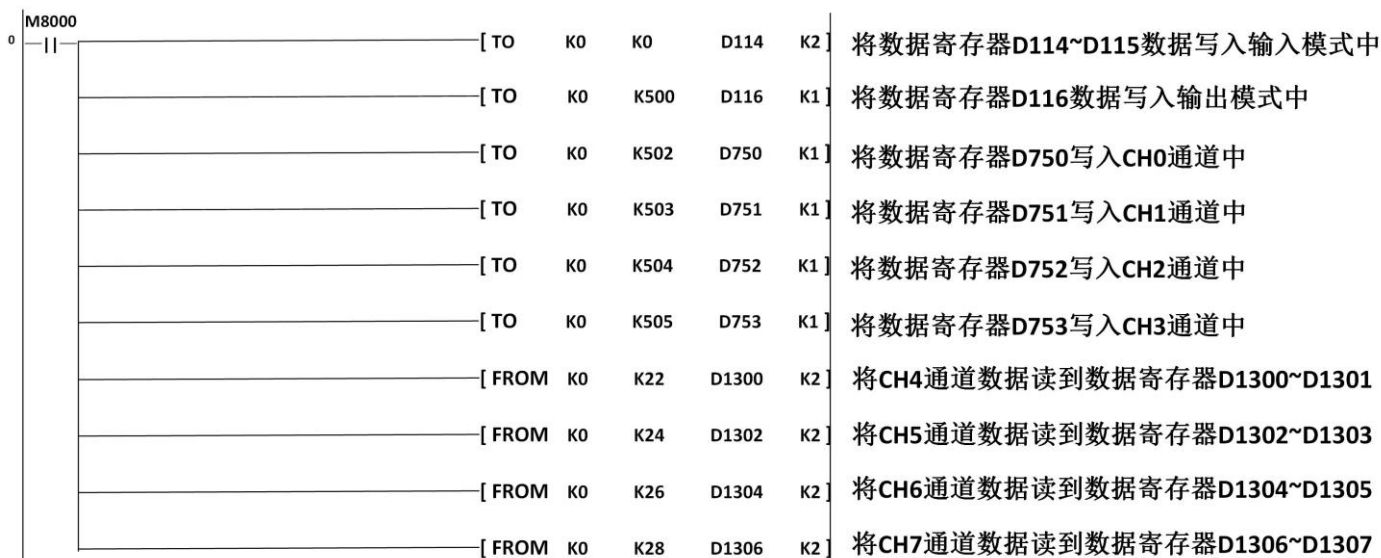 M8000
0
[ TO K0 K0 D114 K2 ] 将数据寄存器D114~D115数据写入输入模式中
[ TO K0 K500 D116 K1 ] 将数据寄存器D116数据写入输出模式中
[ TO K0 K502 D750 K1 ] 将数据寄存器D750写入CH0通道中
[ TO K0 K503 D751 K1 ] 将数据寄存器D751写入CH1通道中
[ TO K0 K504 D752 K1 ] 将数据寄存器D752写入CH2通道中
[ TO K0 K505 D753 K1 ] 将数据寄存器D753写入CH3通道中
[ FROM K0 K22 D1300 K2 ] 将CH4通道数据读到数据寄存器D1300~D1301
[ FROM K0 K24 D1302 K2 ] 将CH5通道数据读到数据寄存器D1302~D1303
[ FROM K0 K26 D1304 K2 ] 将CH6通道数据读到数据寄存器D1304~D1305
[ FROM K0 K28 D1306 K2 ] 将CH7通道数据读到数据寄存器D1306~D1307